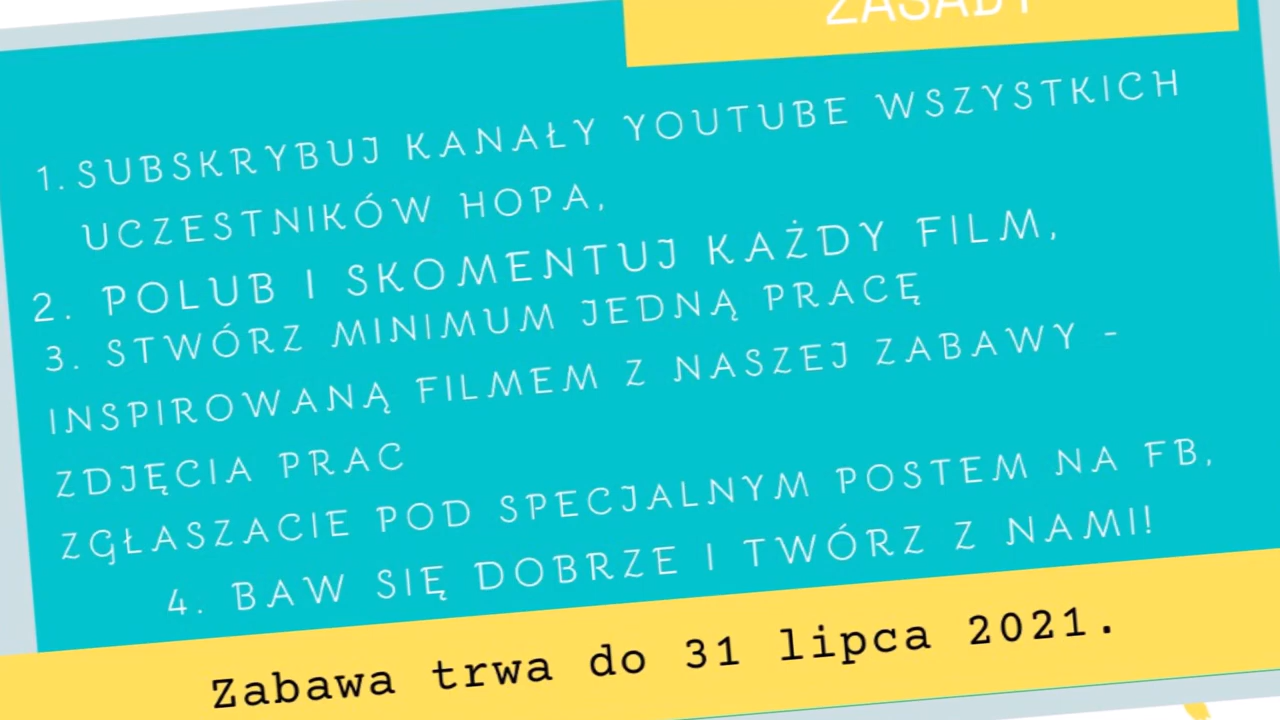 ZASADY
1. SUBSKRYBUJ KANAŁY YOUTUBE WSZYSTKICH
UCZESTNIKÓW HOPA,
2. POLUB I SKOMENTUJ KAŻDY FILM,
3. STWÓRZ MINIMUM JEDNĄ PRACĘ
INSPIROWANĄ FILMEM Z NASZEJ ZABAWY -
ZDJĘCIA PRAC
ZGŁASZACIE POD SPECJALNYM POSTEM NA FB,
4. BAW SIĘ DOBRZE I TWÓRZ Z NAMI!
Zabawa trwa do 31 lipca 2021.